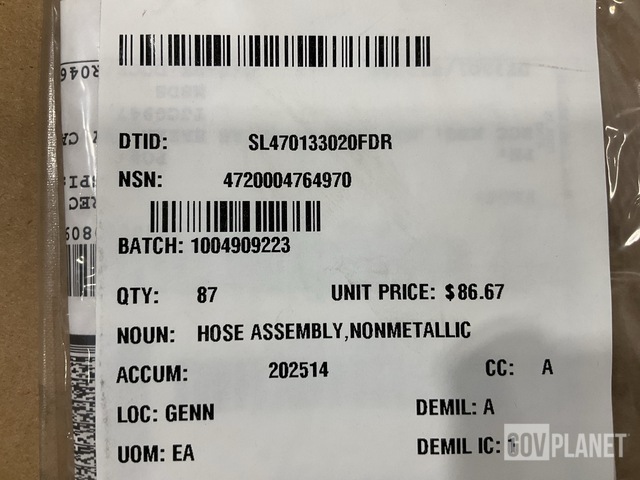 DTID: SL470133020FDR
NSN: 4720004764970
BATCH: 1004909223
QTY: 87 UNIT PRICE: $86.67
NOUN: HOSE ASSEMBLY,NONMETALLIC
ACCUM: 202514 CC: A
LOC: GENN DEMIL: A
UOM: EA DEMIL IC: 1
GOVPLANET